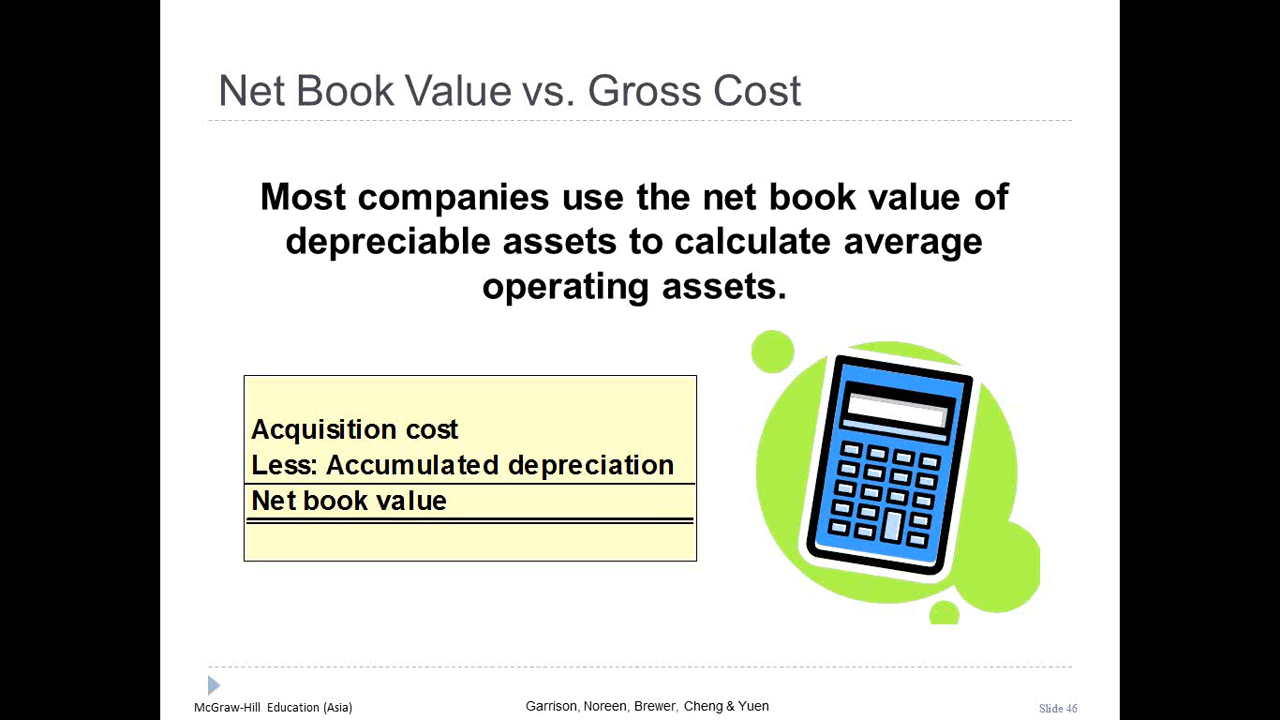 Net Book Value vs. Gross Cost
Most companies use the net book value of
depreciable assets to calculate average
operating assets.
Acquisition cost
Less: Accumulated depreciation
Net book value
McGraw-Hill Education (Asia)
Garrison, Noreen, Brewer, Cheng & Yuen
Slide 46